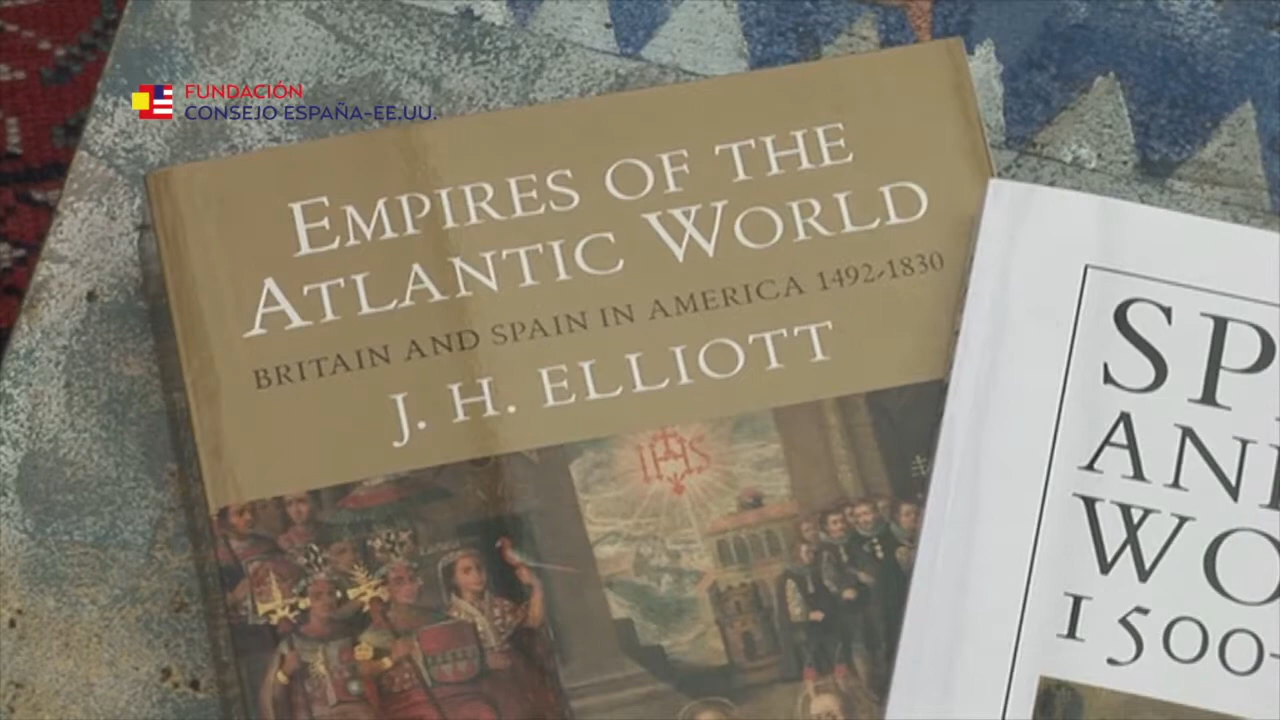 FUNDACIÓN
CONSEJO ESPAÑA-EE.UU.
EMPIRES OF THE
ATLANTIC WORLD
BRITAIN AND SPAIN IN AMERICA 1492-1830
J. H. ELLIOTT
IHS
SP
AN
WO
1500-